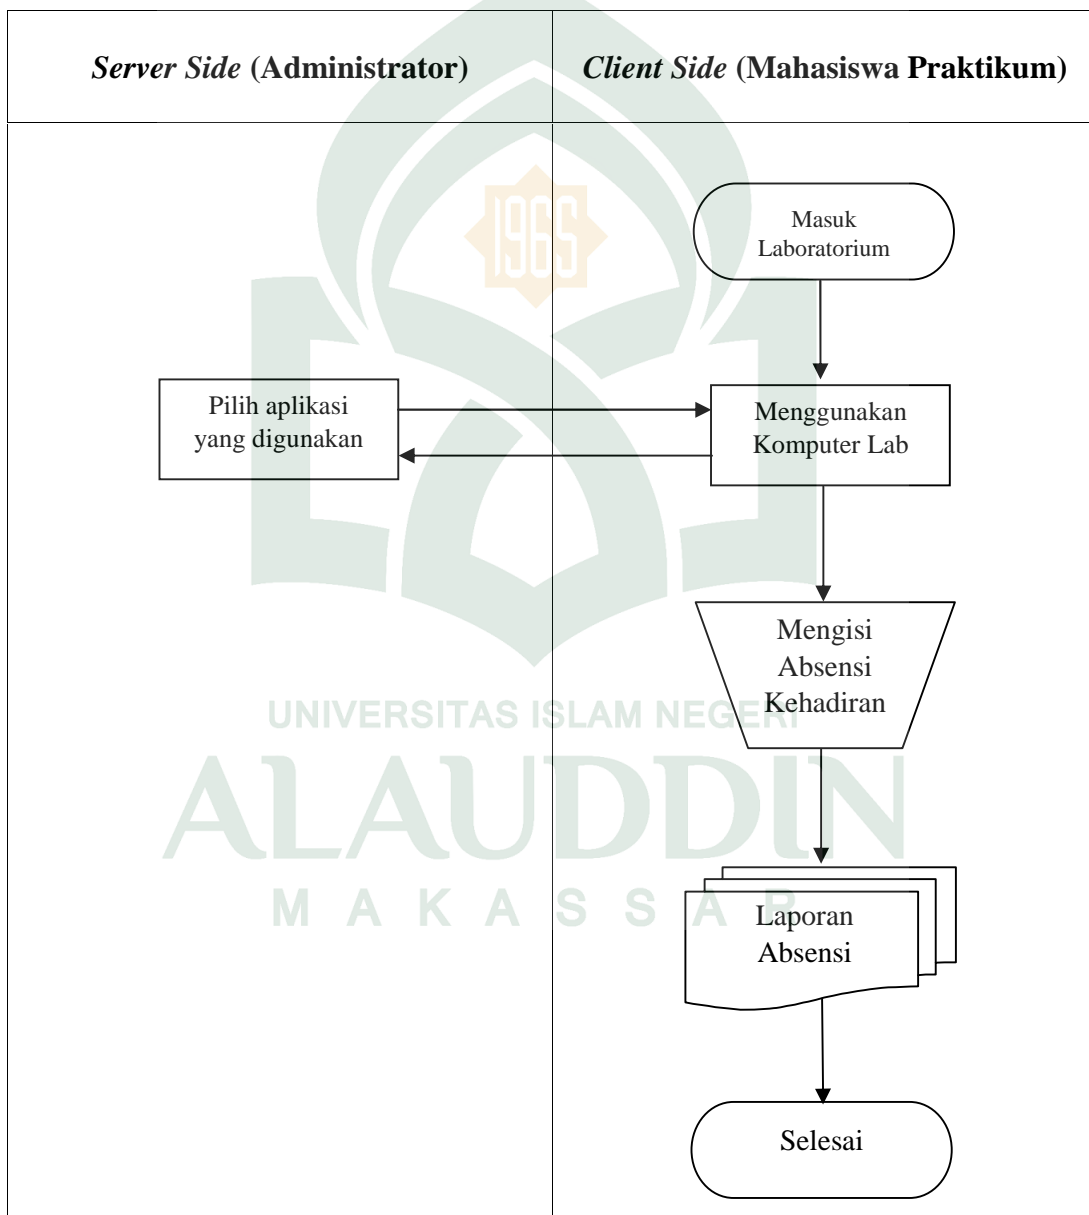 Server Side (Administrator)
Client Side (Mahasiswa Praktikum)
1965
Masuk
Laboratorium
Pilih aplikasi
yang digunakan
Menggunakan
Komputer Lab
Mengisi
Absensi
Kehadiran
UNIVERSITAS ISLAM NEGERI
ALAUDDIN
MAKASSAR
Laporan
Absensi
Selesai